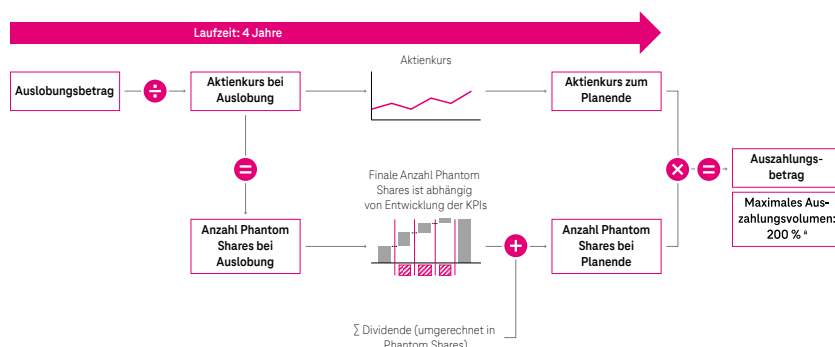 Laufzeit: 4 Jahre
Aktienkurs
Auslobungsbetrag
÷
Aktienkurs bei
Auslobung
Aktienkurs zum
Planende
=
Finale Anzahl Phantom
Shares ist abhängig
von Entwicklung der KPIs
×
=
Auszahlungs-
betrag
Maximales Aus-
zahlungsvolumen:
200 % ᵃ
Anzahl Phantom
Shares bei
Auslobung
+
Anzahl Phantom
Shares bei
Planende
∑ Dividende (umgerechnet in
Phantom Shares)